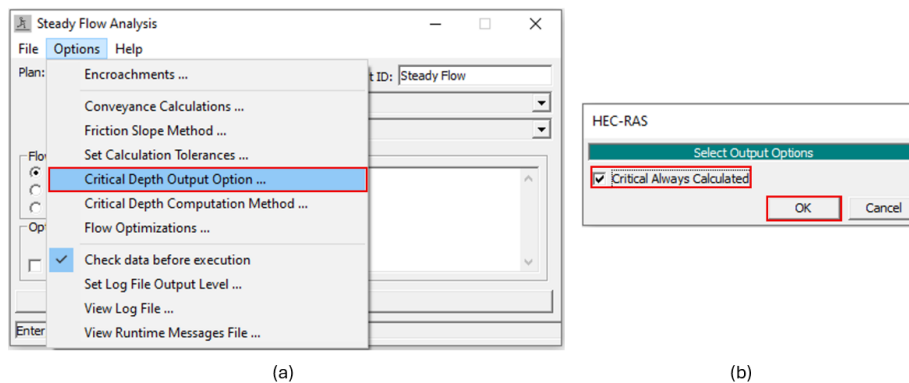 Steady Flow Analysis
File Options Help
Plan:
t ID: Steady Flow
Encroachments ...
Conveyance Calculations ...
Friction Slope Method ...
Set Calculation Tolerances ...
Critical Depth Output Option ...
Critical Depth Computation Method ...
Flow Optimizations ...
Check data before execution
Set Log File Output Level ...
View Log File ...
View Runtime Messages File ...
Flo
Op
Enter
HEC-RAS
Select Output Options
Critical Always Calculated
OK Cancel
(a)
(b)